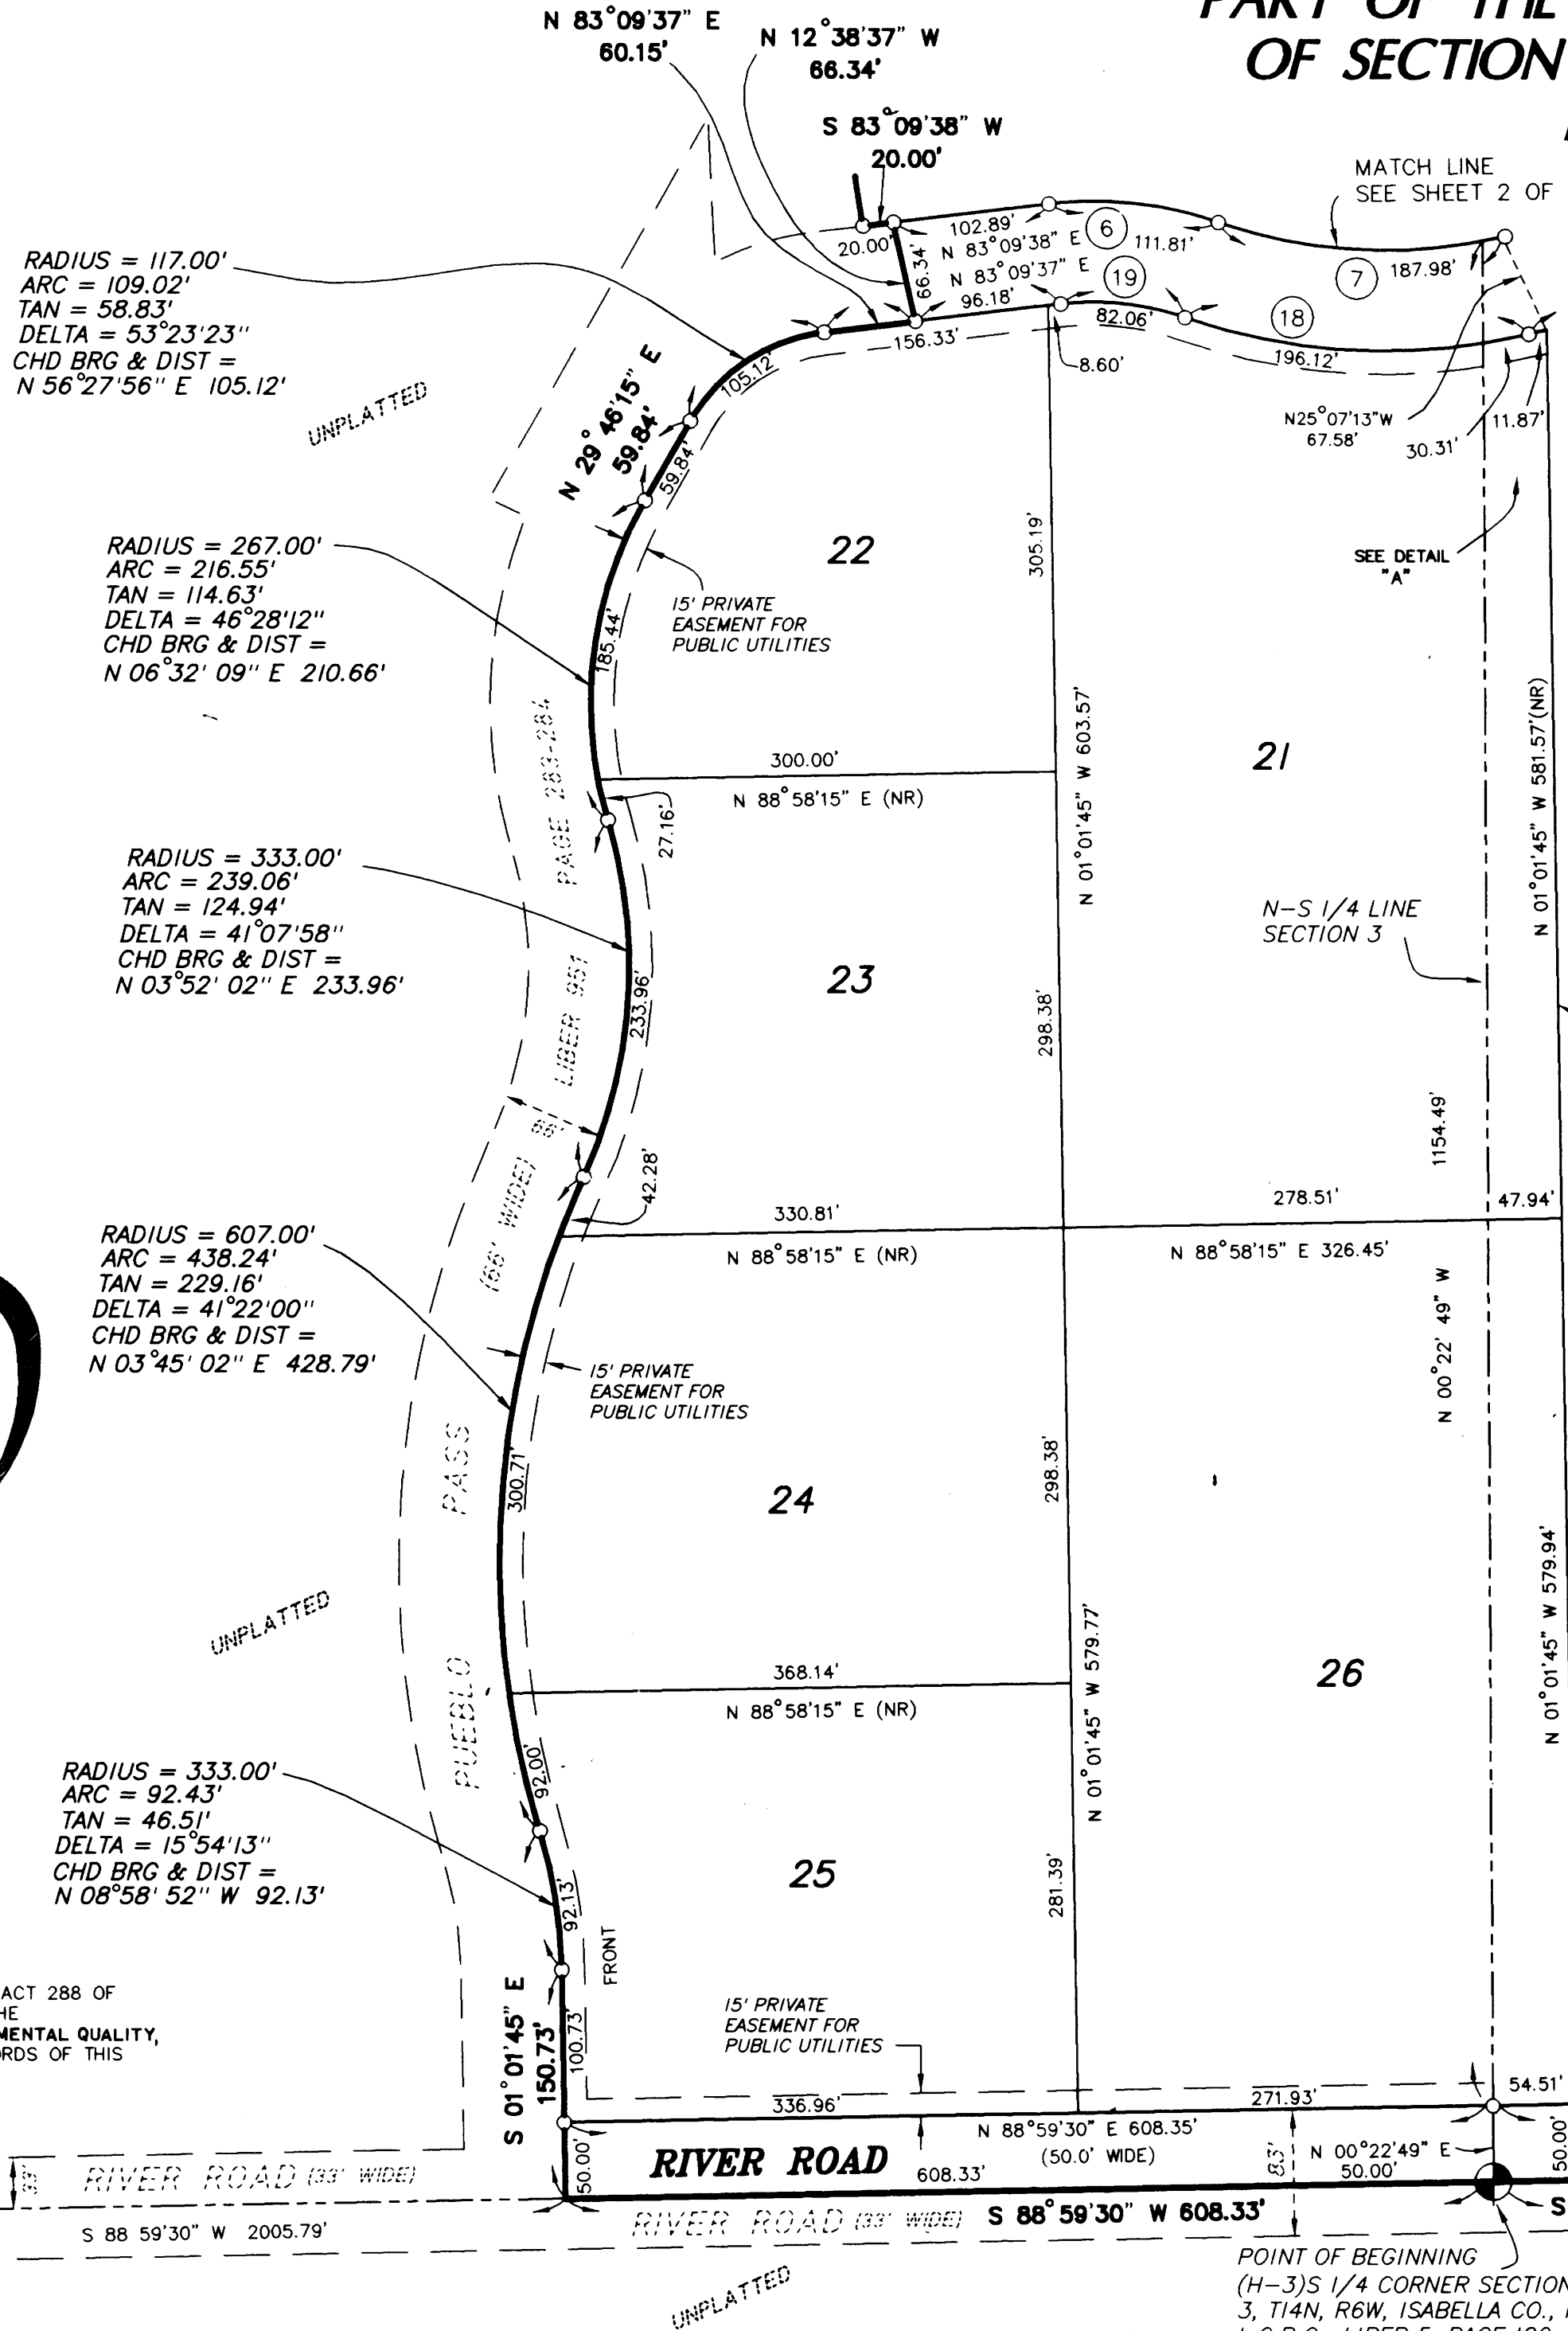 PART OF THE
OF SECTION
N 83°09'37" E
60.15'
N 12°38'37" W
66.34'
S 83°09'38" W
20.00'
MATCH LINE
SEE SHEET 2 OF
20.00'
102.89'
N 83°09'38" E
6
111.81'
7
187.98'
66.34'
N 83°09'37" E
96.18'
19
82.06'
18
196.12'
156.33'
8.60'
N25°07'13"W
67.58'
30.31'
11.87'
RADIUS = 117.00'
ARC = 109.02'
TAN = 58.83'
DELTA = 53°23'23"
CHD BRG & DIST =
N 56°27'56" E 105.12'
UNPLATTED
105.12'
N 29°46'15" E
59.84'
59.84'
RADIUS = 267.00'
ARC = 216.55'
TAN = 114.63'
DELTA = 46°28'12"
CHD BRG & DIST =
N 06°32' 09" E 210.66'
22
305.19'
SEE DETAIL
"A"
15' PRIVATE
EASEMENT FOR
PUBLIC UTILITIES
185.44'
PAGE 283-284
300.00'
N 88°58'15" E (NR)
N 01°01'45" W 603.57'
21
N 01°01'45" W 581.57'(NR)
27.16'
RADIUS = 333.00'
ARC = 239.06'
TAN = 124.94'
DELTA = 41°07'58"
CHD BRG & DIST =
N 03°52' 02" E 233.96'
LIBER 951
233.96'
23
298.38'
N-S 1/4 LINE
SECTION 3
1154.49'
66'
(66' WIDE)
42.28'
330.81'
N 88°58'15" E (NR)
278.51'
47.94'
N 88°58'15" E 326.45'
RADIUS = 607.00'
ARC = 438.24'
TAN = 229.16'
DELTA = 41°22'00"
CHD BRG & DIST =
N 03°45' 02" E 428.79'
15' PRIVATE
EASEMENT FOR
PUBLIC UTILITIES
N 00°22' 49" W
PASS
300.71'
24
298.38'
UNPLATTED
PUEBLO
368.14'
N 88°58'15" E (NR)
N 01°01'45" W 579.77'
26
N 01°01'45" W 579.94'
RADIUS = 333.00'
ARC = 92.43'
TAN = 46.51'
DELTA = 15°54'13"
CHD BRG & DIST =
N 08°58' 52" W 92.13'
92.00'
92.13'
25
281.39'
FRONT
ACT 288 OF
HE
MENTAL QUALITY,
RDS OF THIS
S 01°01'45" E
150.73'
100.73'
15' PRIVATE
EASEMENT FOR
PUBLIC UTILITIES
336.96'
271.93'
54.51'
N 88°59'30" E 608.35'
(50.0' WIDE)
50.00'
RIVER ROAD
608.33'
83'
N 00°22'49" E
50.00'
50.00'
33'
RIVER ROAD (33' WIDE)
S 88 59'30" W 2005.79'
RIVER ROAD (33' WIDE)
S 88°59'30" W 608.33'
S
UNPLATTED
POINT OF BEGINNING
(H-3)S 1/4 CORNER SECTION
3, T14N, R6W, ISABELLA CO.,